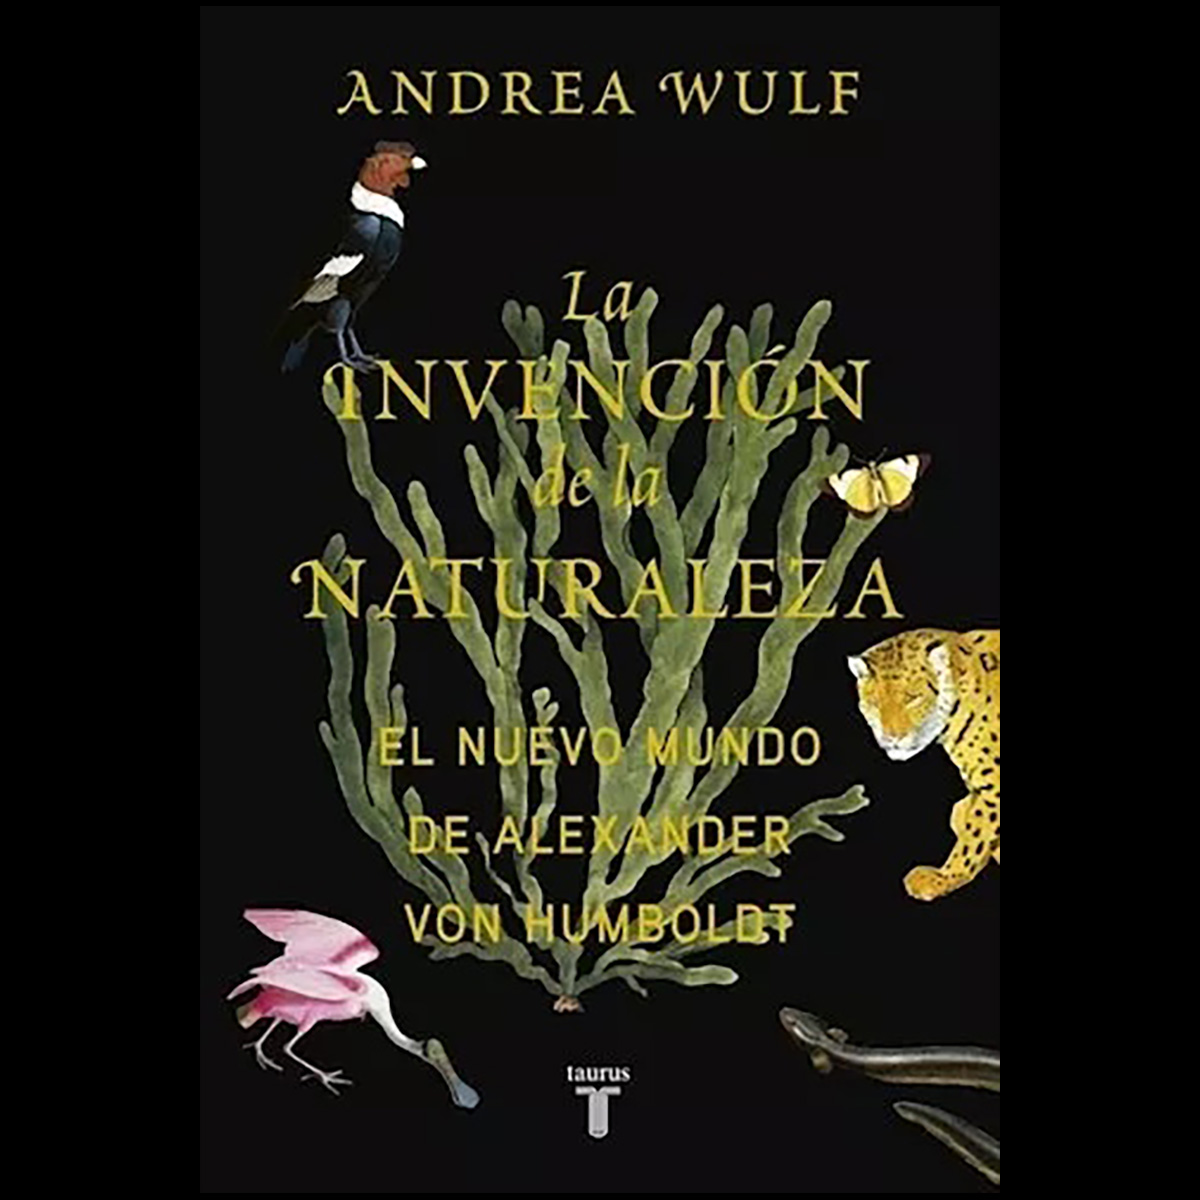 ANDREA WULF
La
INVENCIÓN
de la
NATURALEZA
EL NUEVO MUNDO
DE ALEXANDER
VON HUMBOLDT
taurus
T